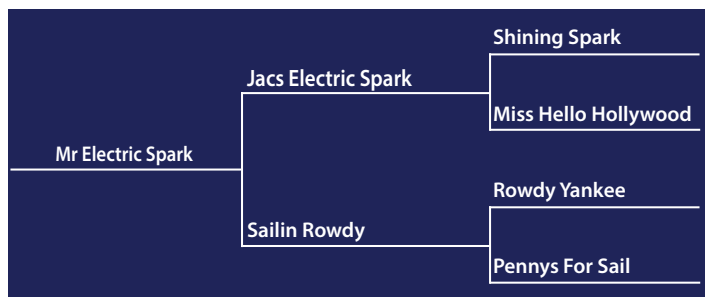 Shining Spark
Jacs Electric Spark
Miss Hello Hollywood
Mr Electric Spark
Rowdy Yankee
Sailin Rowdy
Pennys For Sail